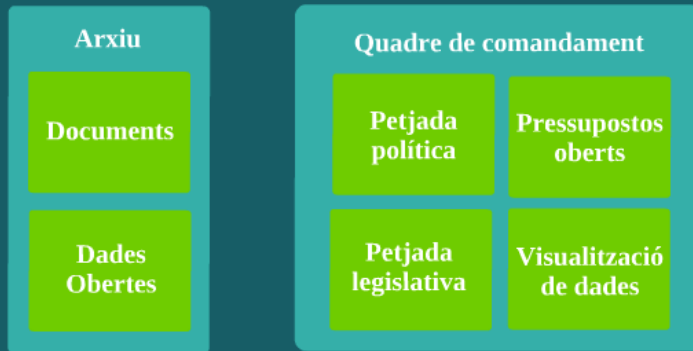 Arxiu
Documents
Dades
Obertes
Quadre de comandament
Petjada
política
Pressupostos
oberts
Petjada
legislativa
Visualització
de dades